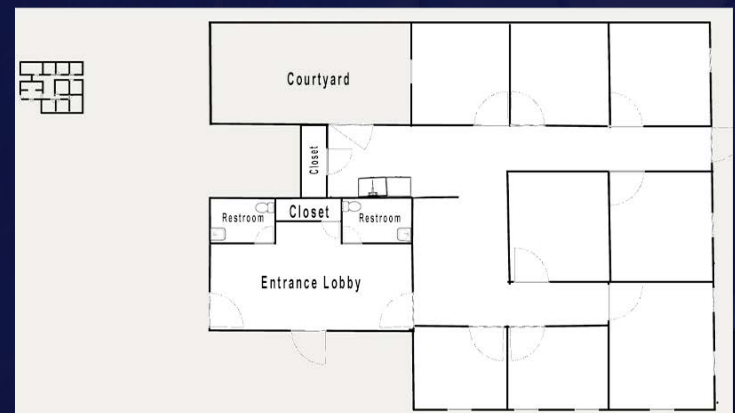 Courtyard
Closet
Restroom
Closet
Restroom
Entrance Lobby